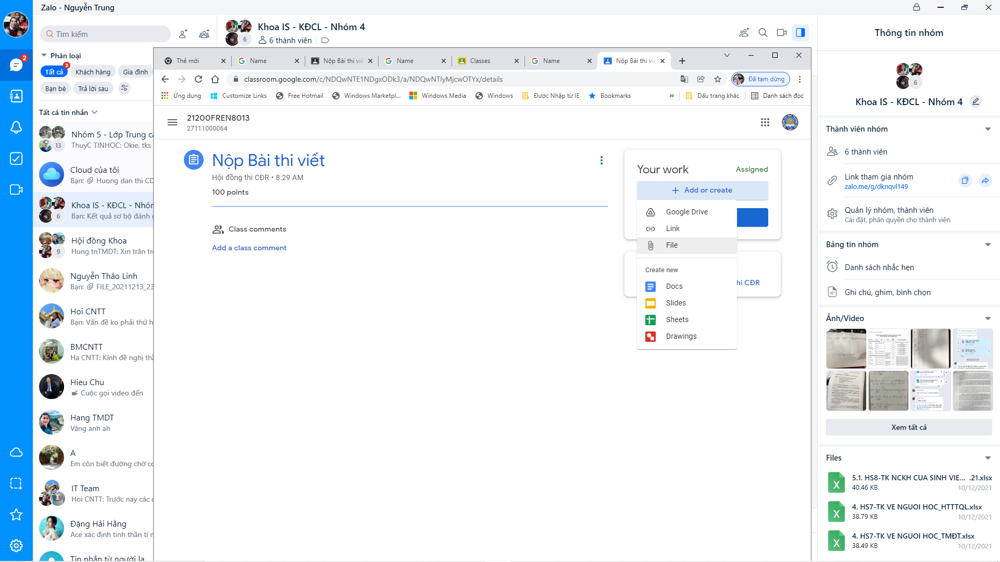 Zalo - Nguyễn Trung
Tìm kiếm
Phân loại
Tất cả 2
Khách hàng
Gia đình
Bạn bè
Trả lời sau
Tất cả tin nhắn
2
Nhóm 5 - Lớp Trung cấ
13
ThuyC TINHOC: Okie, tks
Cloud của tôi
Bạn: Huong dan thi CD
Khoa IS - KĐCL - Nhóm
6
Bạn: Kết quả sơ bộ đánh g
Hội đồng Khoa
9
Hung tnTMDT: Xin trân tr
Nguyễn Thảo Linh
Bạn: FILE_20211213_23
Hoi CNTT
Bạn: Vấn đề ko phải thứ h
BMCNTT
Ha CNTT: Kính đề nghị thầ
Hieu Chu
Cuộc gọi video đến
Hang TMDT
Vâng anh ah
A
Em còn biết đường chờ cơ
IT Team
Hoi CNTT: Trước nay các c
Đặng Hải Hằng
Ace xác định tinh thần tí n
Tin nhắn từ người lạ
Khoa IS - KĐCL - Nhóm 4
6
6 thành viên
Thẻ mới
Name
Nộp Bài thi viế
Name
Classes
Name
Nộp Bài thi viế
classroom.google.com/c/NDQwNTE1NDgxODk3/a/NDQwNTIyMjcwOTYx/details
Đã tạm dừng
Ứng dụng
Customize Links
Free Hotmail
Windows Marketpl...
Windows Media
Windows
Được Nhập từ IE
Bookmarks
»
Dấu trang khác
Danh sách đọc
2120OFREN8013
27111000064
Nộp Bài thi viết
Hội đồng thi CĐR • 8:29 AM
100 points
Class comments
Add a class comment
Your work
Assigned
Add or create
Google Drive
Link
File
Create new
Docs
Slides
Sheets
Drawings
hi CĐR
Thông tin nhóm
6
Khoa IS - KĐCL - Nhóm 4
Thành viên nhóm
6 thành viên
Link tham gia nhóm
zalo.me/g/dknqvl149
Quản lý nhóm, thành viên
Cài đặt, phân quyền cho thành viên
Bảng tin nhóm
Danh sách nhắc hẹn
Ghi chú, ghim, bình chọn
Ảnh/Video
Xem tất cả
Files
5.1. HS8-TK NCKH CUA SINH VIE... .21.xlsx
40.46 KB
10/12/2021
4. HS7-TK VE NGUOI HOC_HTTTQL.xlsx
38.79 KB
10/12/2021
4. HS7-TK VE NGUOI HOC_TMĐT.xlsx
38.49 KB
10/12/2021